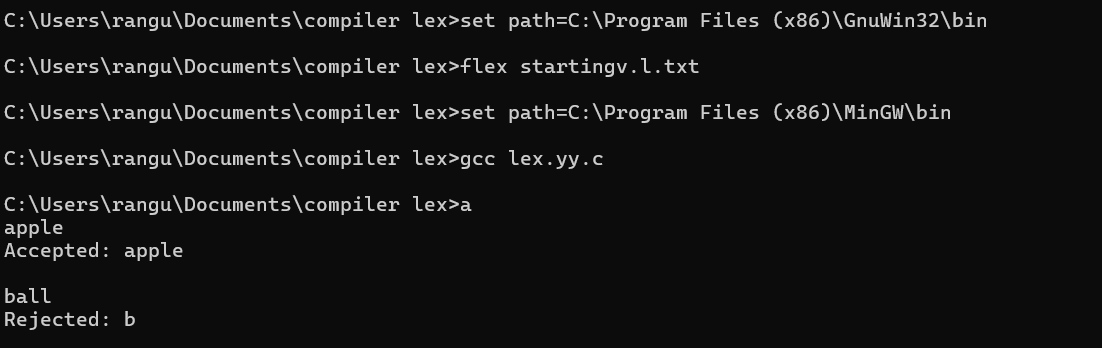 C:\Users\rangu\Documents\compiler lex>set path=C:\Program Files (x86)\GnuWin32\bin
C:\Users\rangu\Documents\compiler lex>flex startingv.l.txt
C:\Users\rangu\Documents\compiler lex>set path=C:\Program Files (x86)\MinGW\bin
C:\Users\rangu\Documents\compiler lex>gcc lex.yy.c
C:\Users\rangu\Documents\compiler lex>a
apple
Accepted: apple
ball
Rejected: b